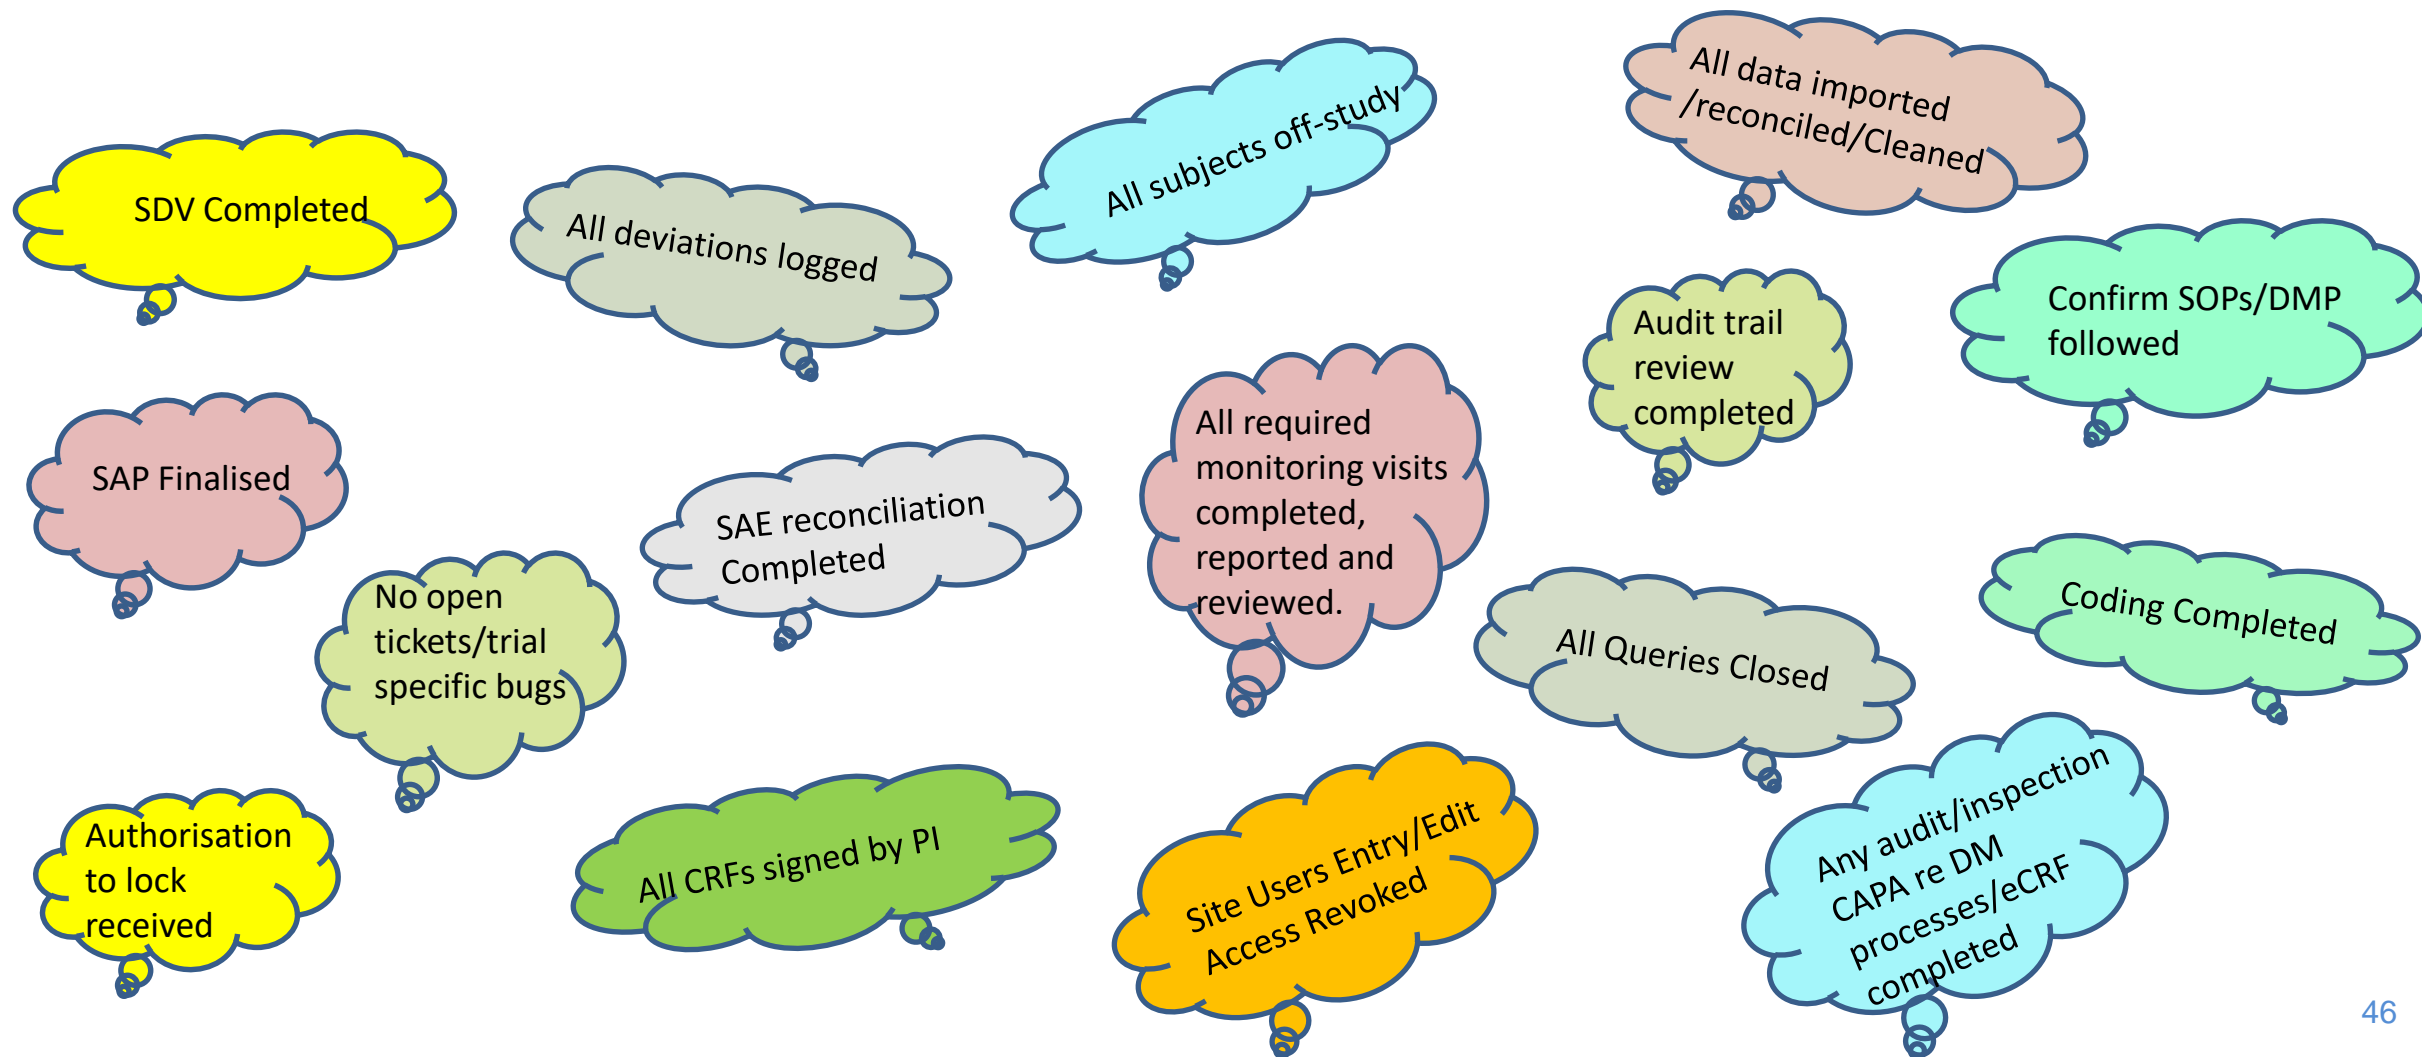 SDV Completed
All deviations logged
All subjects off-study
All data imported
/reconciled/Cleaned
Confirm SOPs/DMP
followed
Audit trail
review
completed
SAP Finalised
No open
tickets/trial
specific bugs
SAE reconciliation
Completed
All required
monitoring visits
completed,
reported and
reviewed.
All Queries Closed
Coding Completed
Authorisation
to lock
received
All CRFs signed by PI
Site Users Entry/Edit
Access Revoked
Any audit/inspection
CAPA re DM
processes/eCRF
completed
46